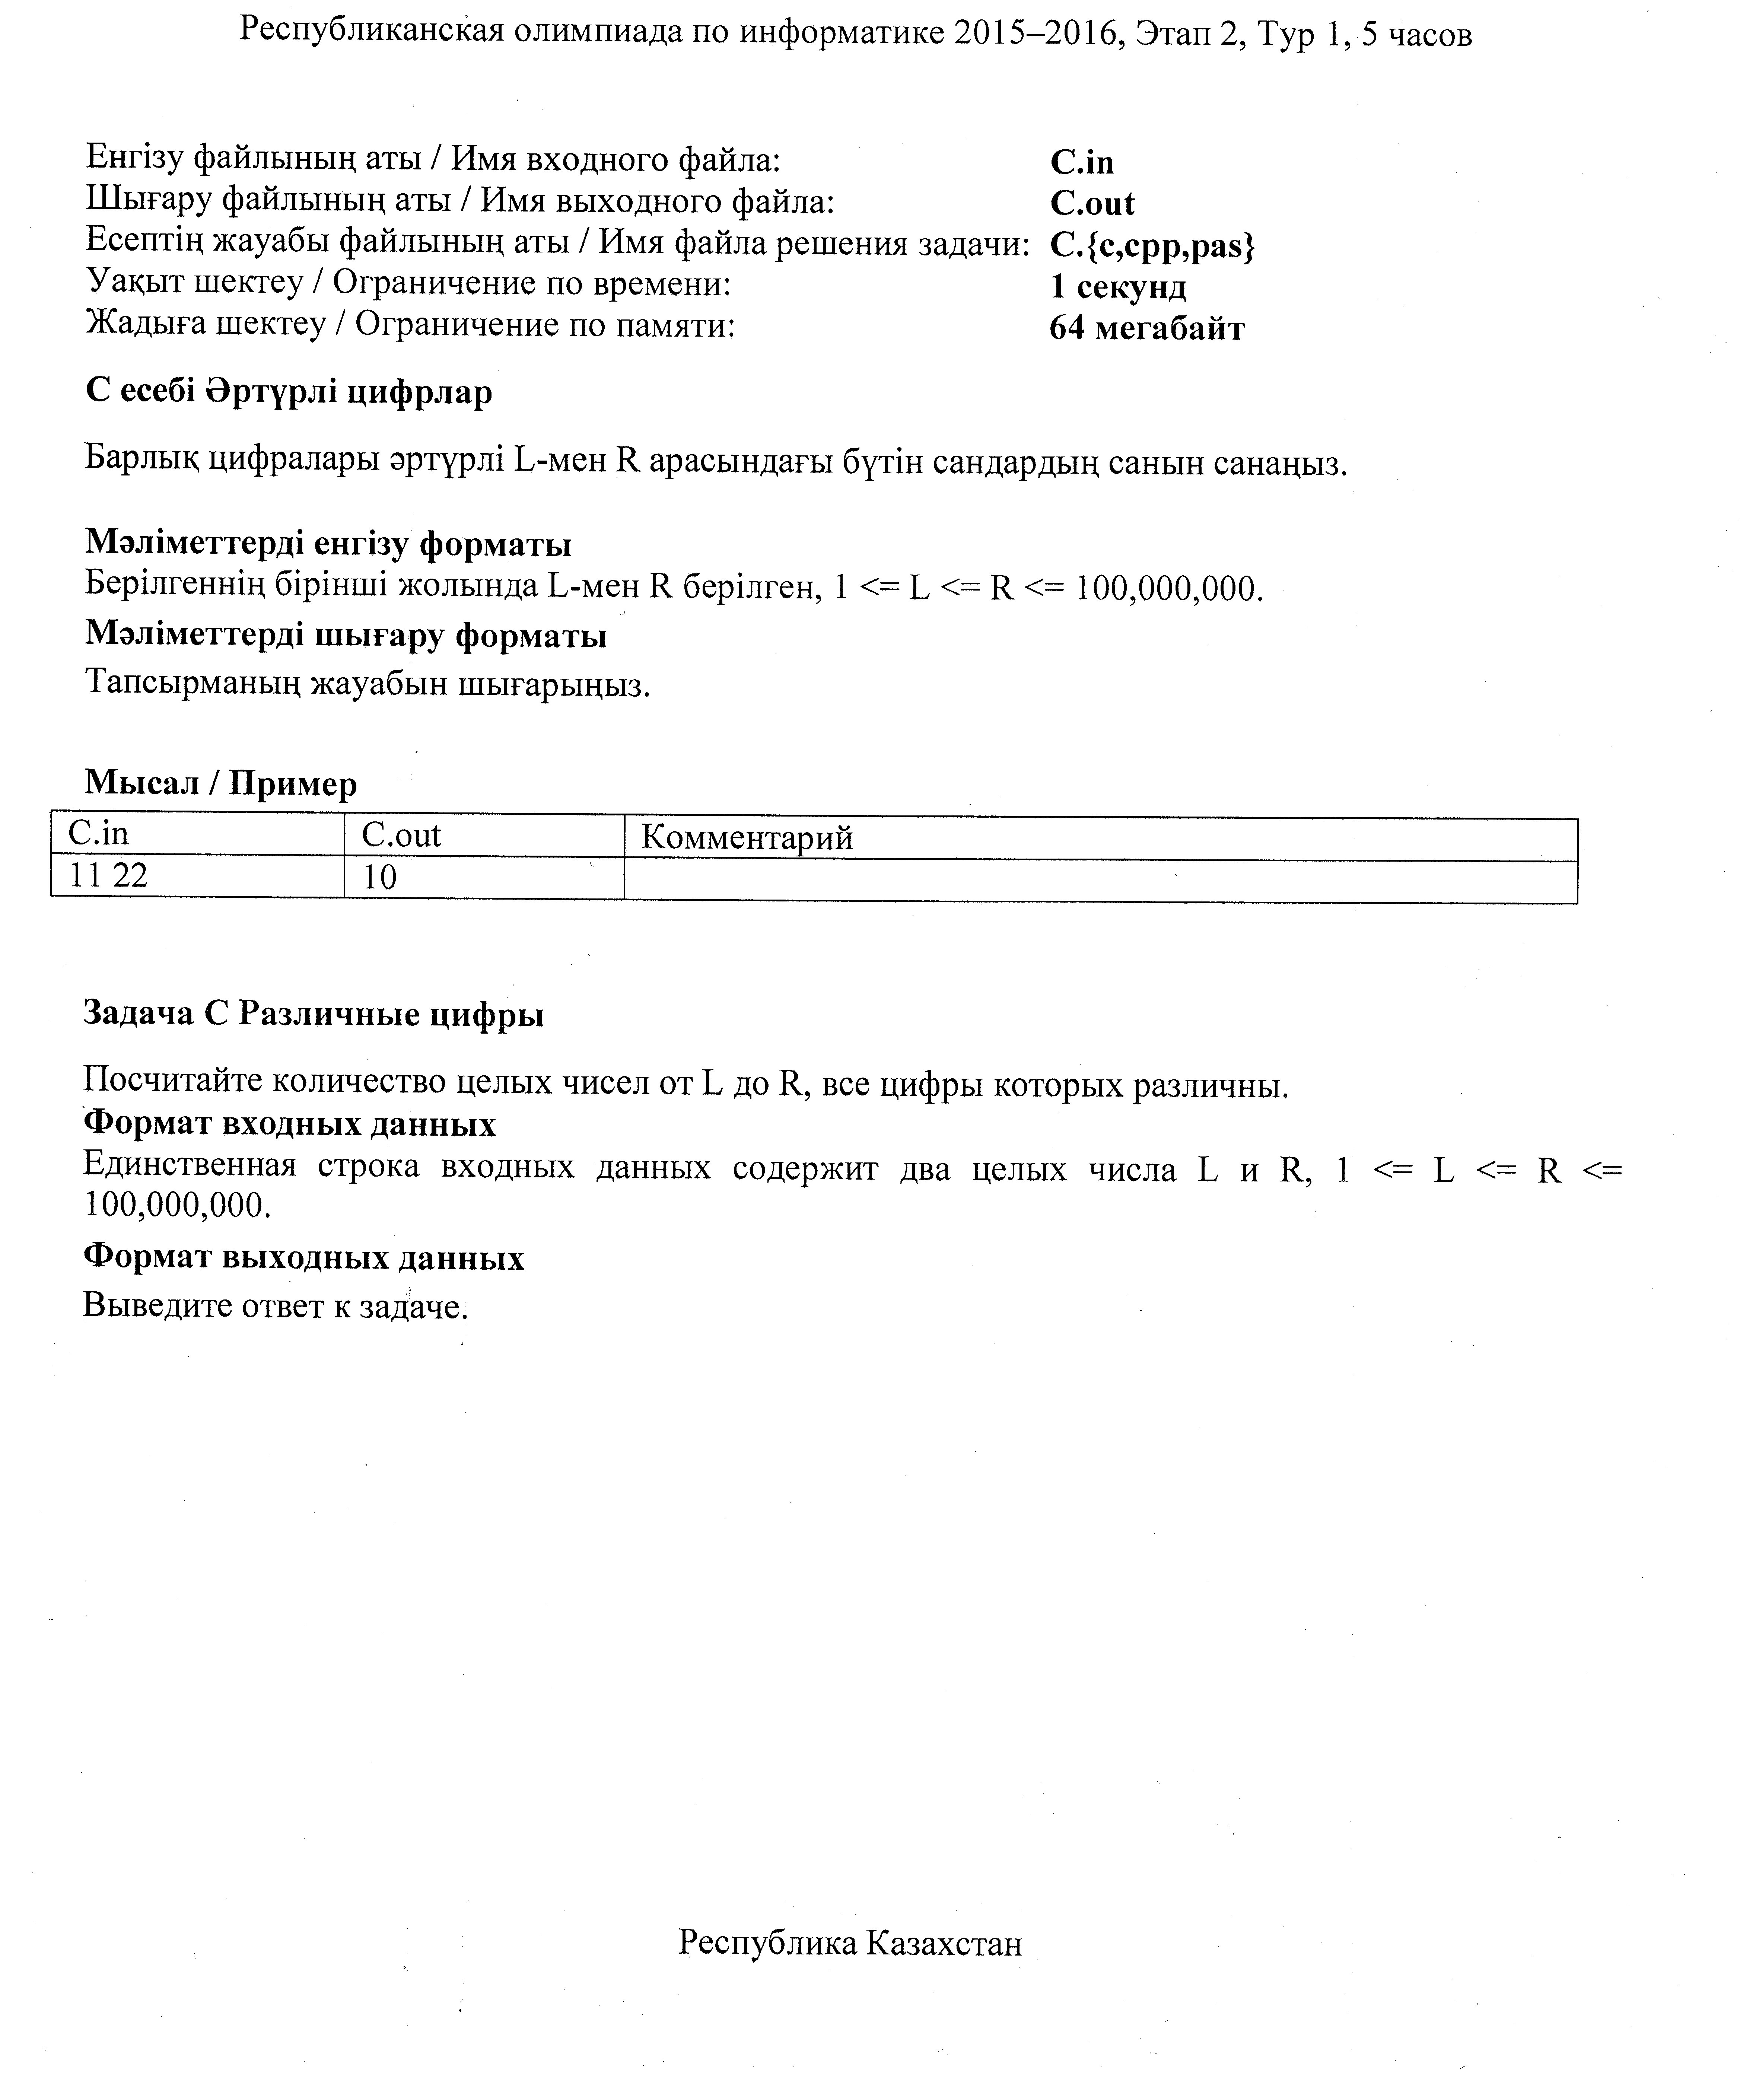 Республиканская олимпиада по информатике 2015–2016, Этап 2, Тур 1, 5 часов
Енгізу файлының аты / Имя входного файла: C.in
Шығару файлының аты / Имя выходного файла: C.out
Есептің жауабы файлының аты / Имя файла решения задачи: C.{c,cpp,pas}
Уақыт шектеу / Ограничение по времени: 1 секунд
Жадыға шектеу / Ограничение по памяти: 64 мегабайт
С есебі Әртүрлі цифрлар
Барлық цифралары әртүрлі L-мен R арасындағы бүтін сандардың санын санаңыз.
Мәліметтерді енгізу форматы
Берілгеннің бірінші жолында L-мен R берілген, 1 <= L <= R <= 100,000,000.
Мәліметтерді шығару форматы
Тапсырманың жауабын шығарыңыз.
Мысал / Пример
C.in C.out Комментарий
11 22 10
Задача C Различные цифры
Посчитайте количество целых чисел от L до R, все цифры которых различны.
Формат входных данных
Единственная строка входных данных содержит два целых числа L и R, 1 <= L <= R <=
100,000,000.
Формат выходных данных
Выведите ответ к задаче.
Республика Казахстан